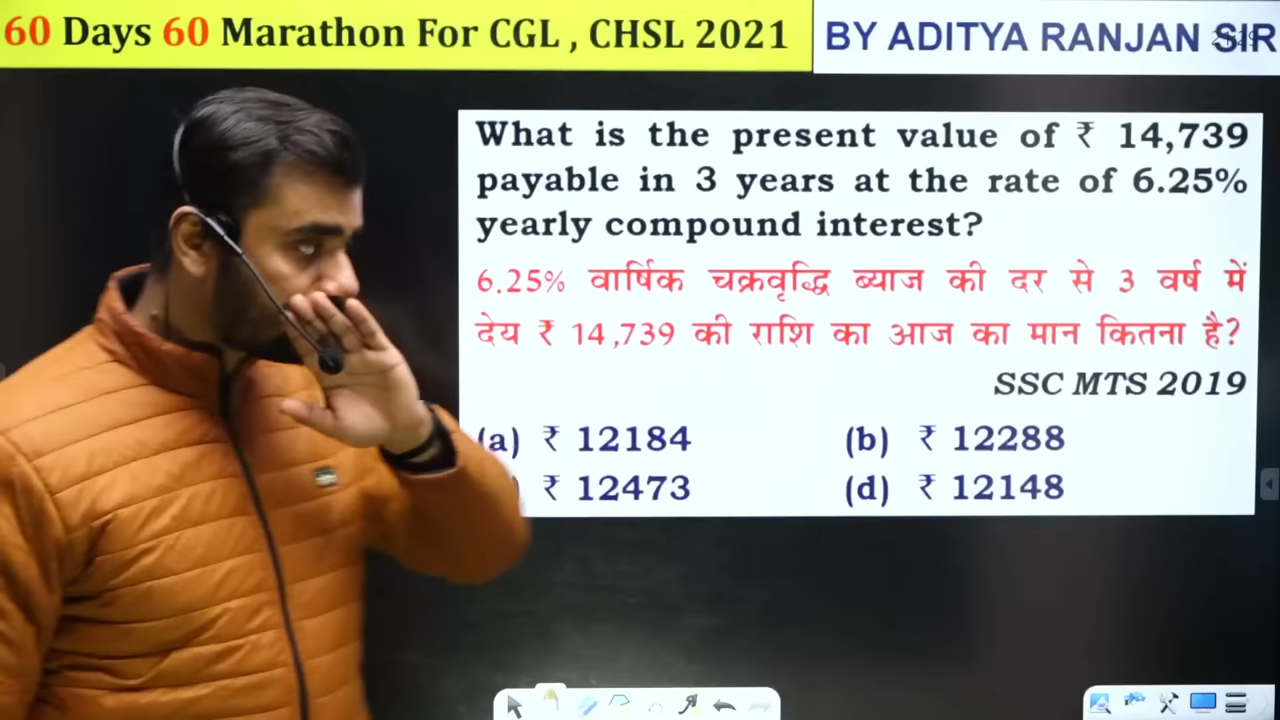 60 Days 60 Marathon For CGL , CHSL 2021
BY ADITYA RANJAN SIR
What is the present value of ₹ 14,739
payable in 3 years at the rate of 6.25%
yearly compound interest?
6.25% वार्षिक चक्रवृद्धि ब्याज की दर से 3 वर्ष में
देय ₹ 14,739 की राशि का आज का मान कितना है?
SSC MTS 2019
(a) ₹ 12184 (b) ₹ 12288
) ₹ 12473 (d) ₹ 12148